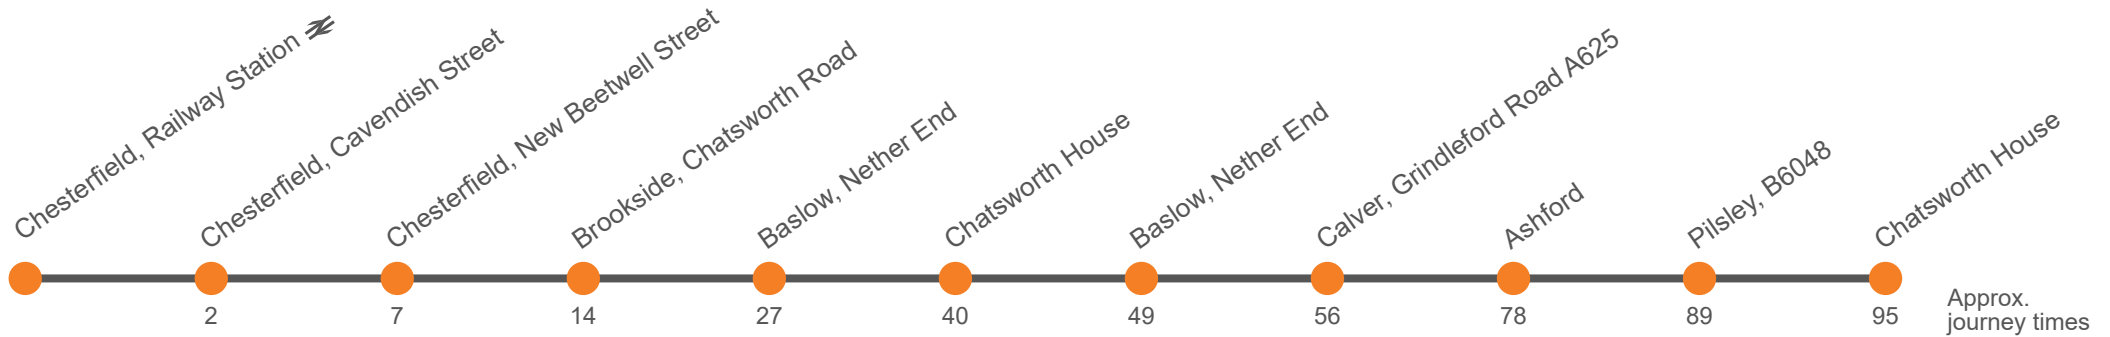 Chesterfield, Railway Station
Chesterfield, Cavendish Street
Chesterfield, New Beetwell Street
Brookside, Chatsworth Road
Baslow, Nether End
Chatsworth House
Baslow, Nether End
Calver, Grindleford Road A625
Ashford
Pilsley, B6048
Chatsworth House
2
7
14
27
40
49
56
78
89
95
Approx.
journey times